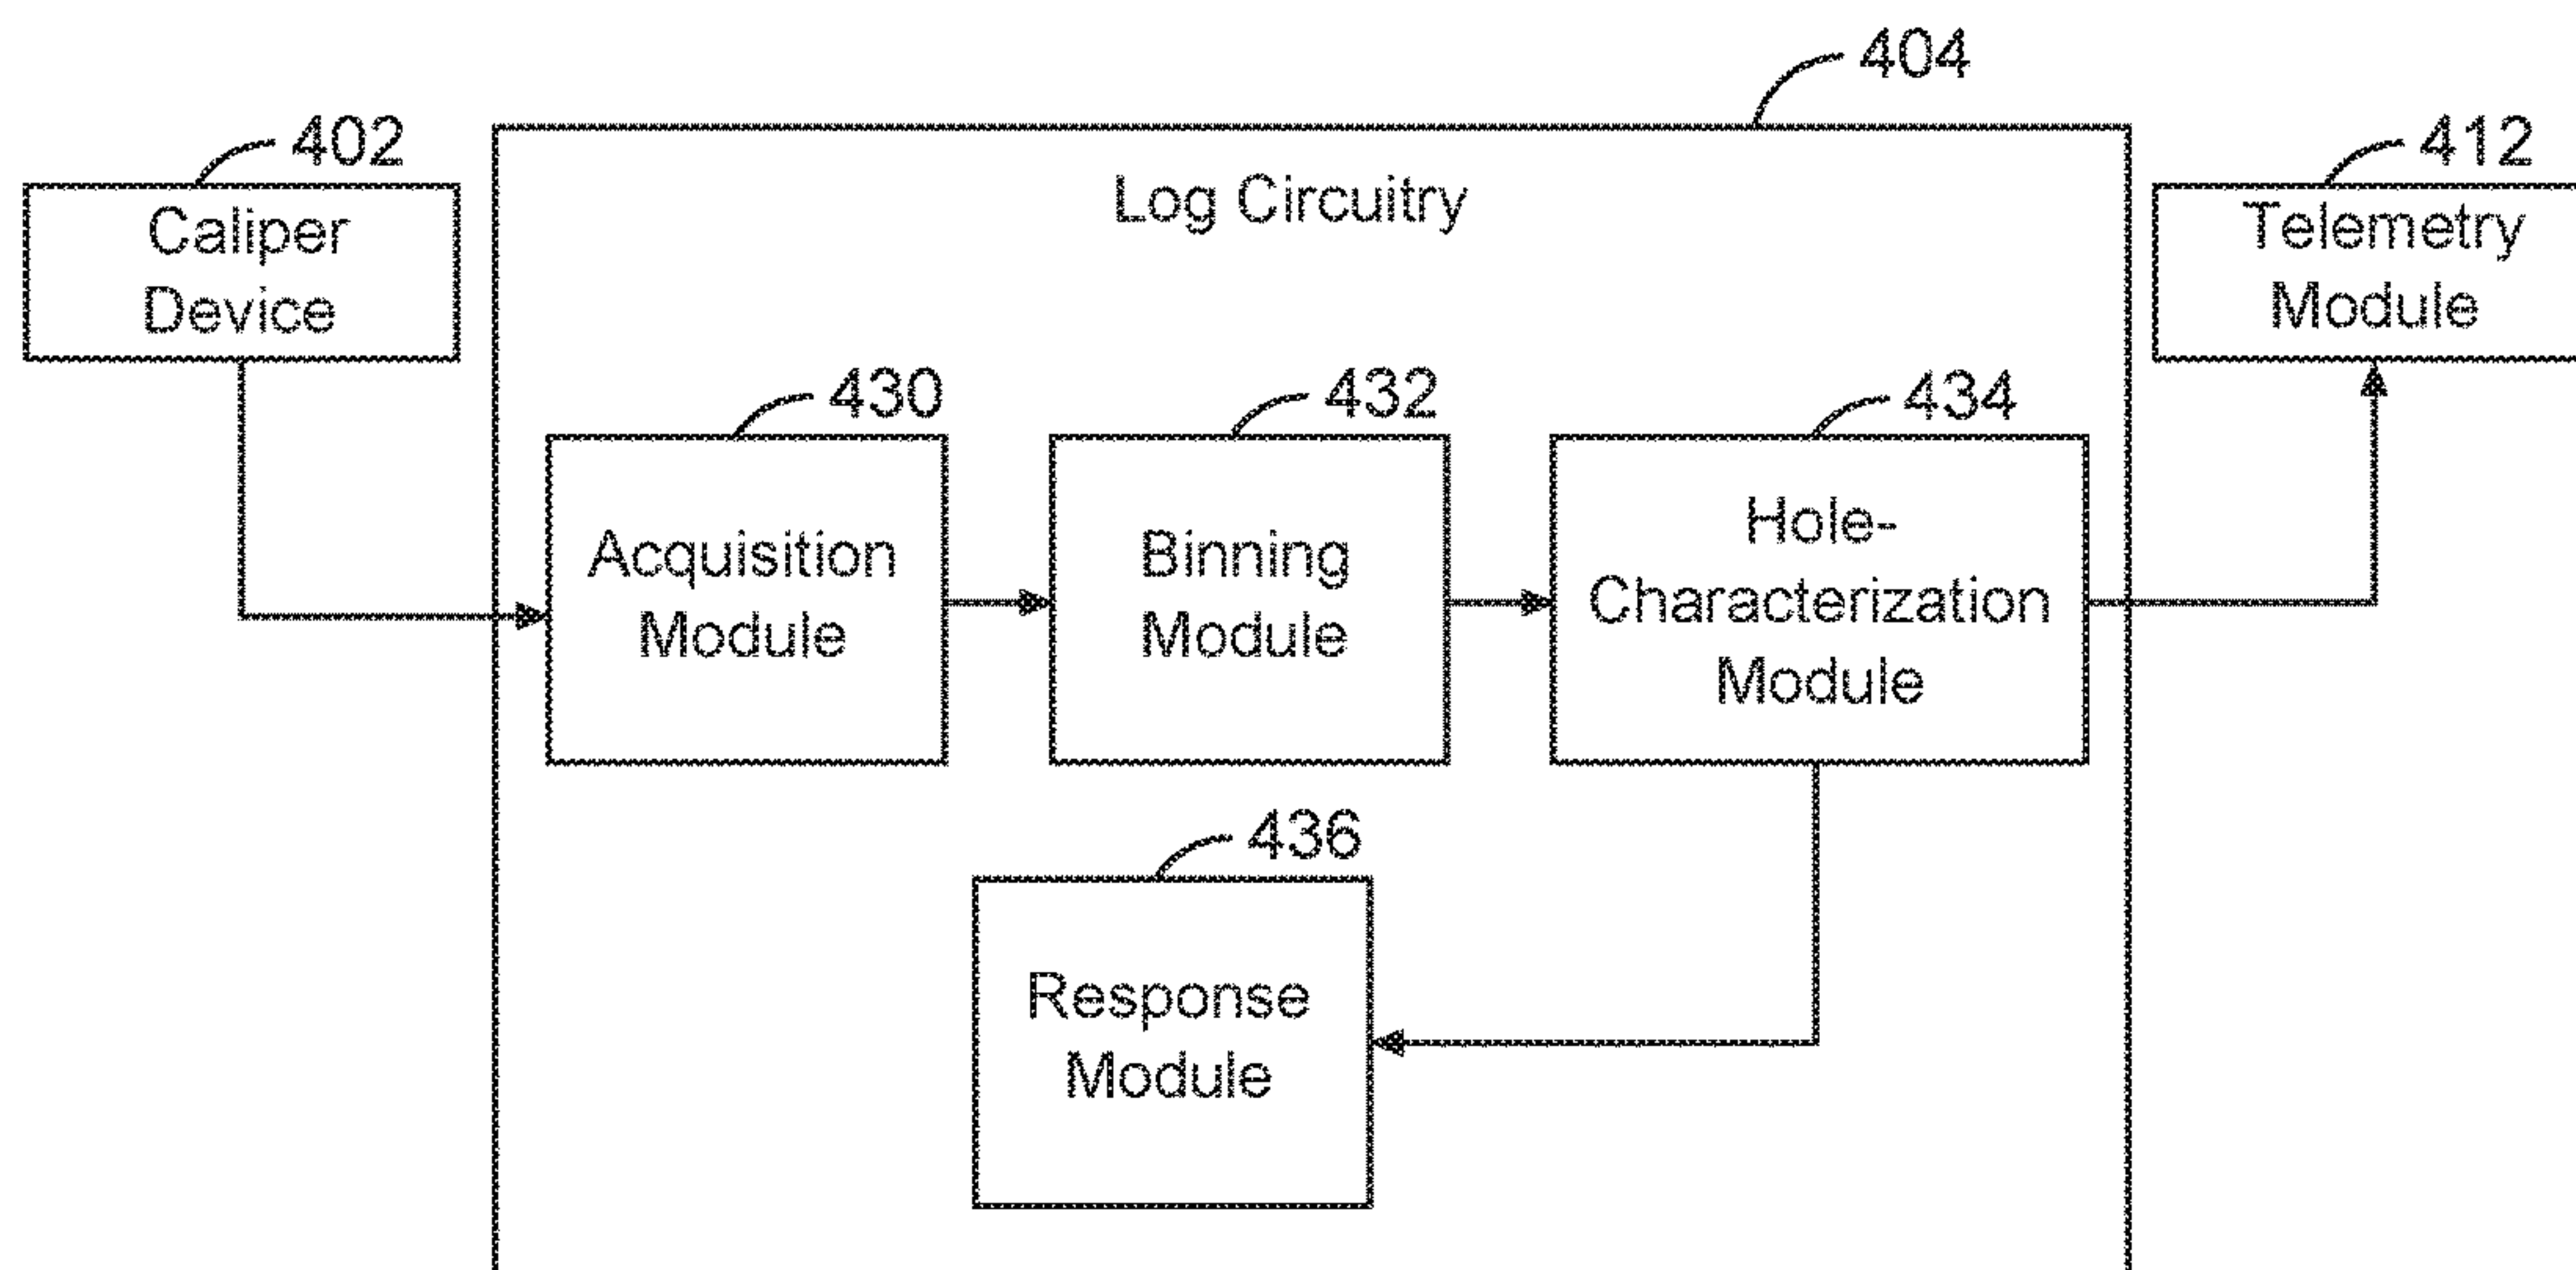 404
402
412
Caliper
Device
Log Circuitry
Telemetry
Module
430
432
434
Acquisition
Module
Binning
Module
Hole-
Characterization
Module
436
Response
Module